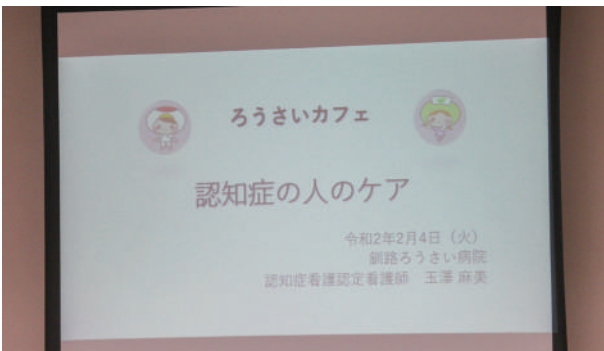 ろうさいカフェ
認知症の人のケア
令和2年2月4日（火）
釧路ろうさい病院
認知症看護認定看護師　玉澤 麻美